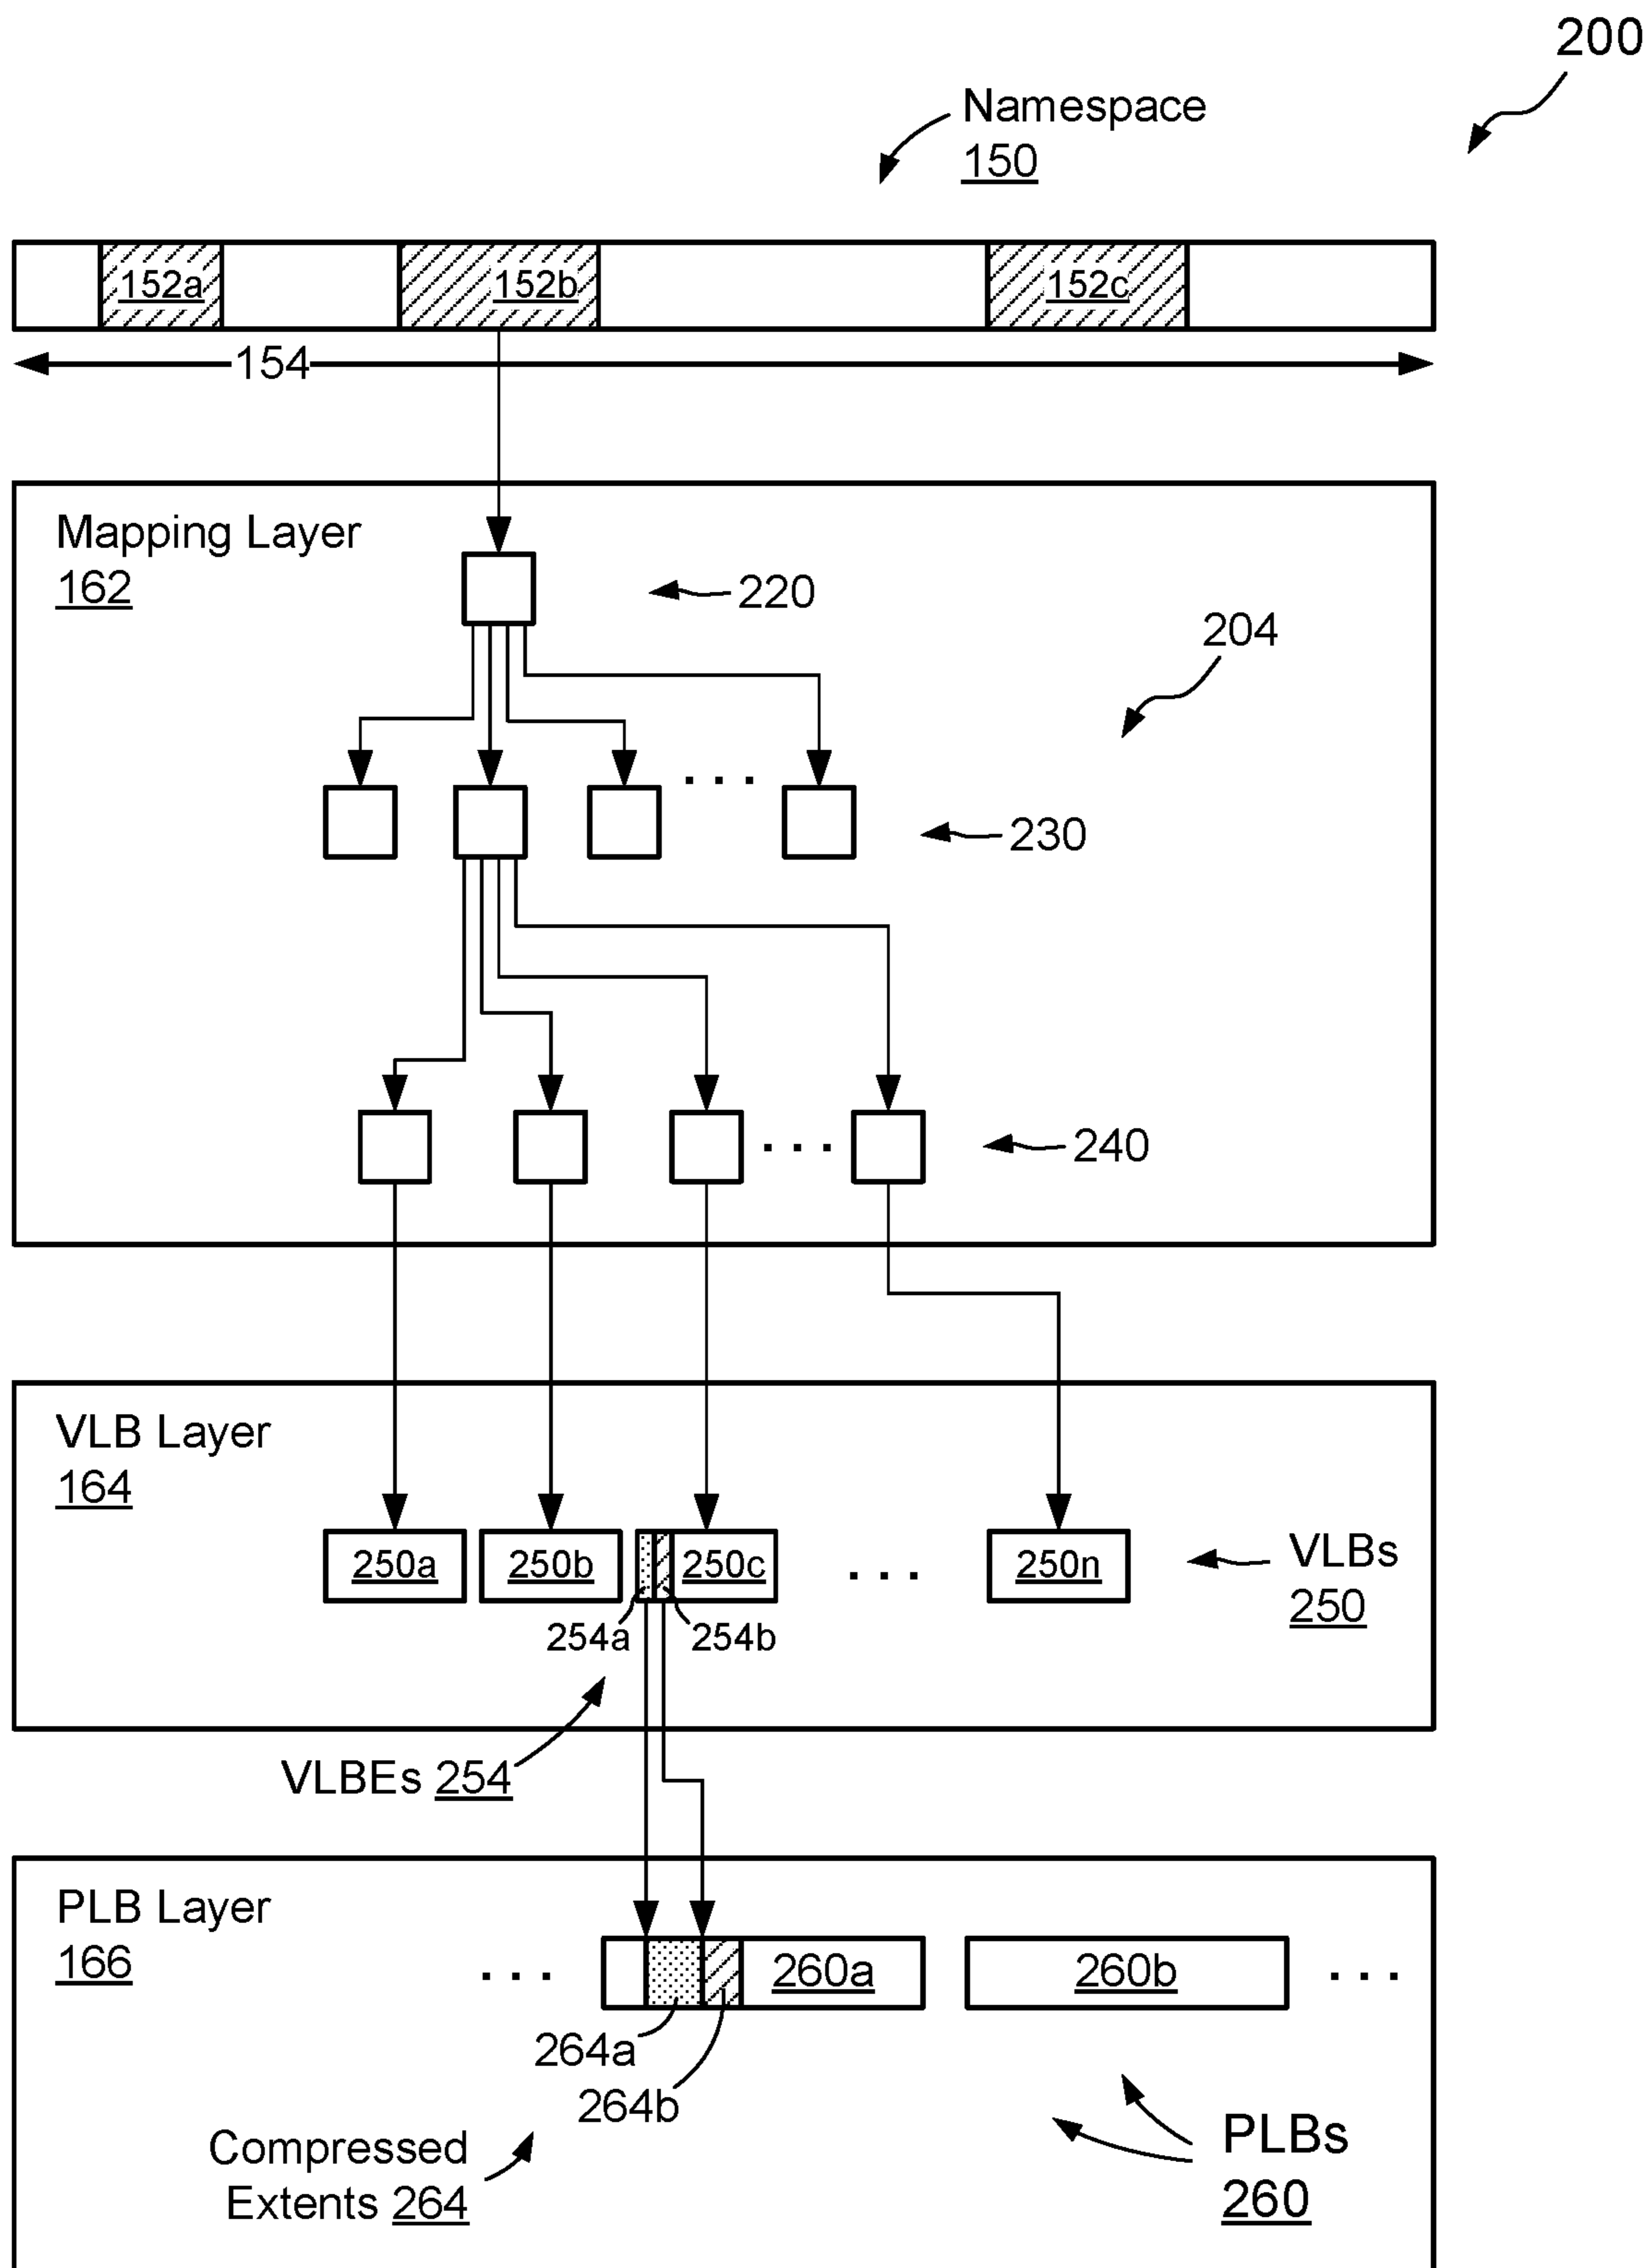 200
Namespace
150
152a
152b
152c
154
Mapping Layer
162
220
204
230
240
VLB Layer
164
250a
250b
250c
...
250n
VLBs
250
254a
254b
VLBEs 254
PLB Layer
166
...
260a
260b
...
264a
264b
Compressed
Extents 264
PLBs
260